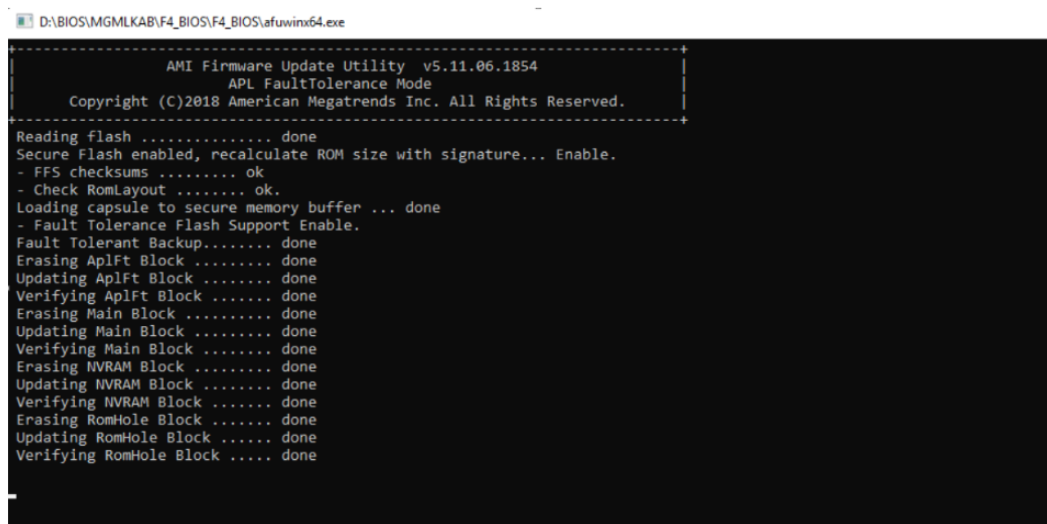 D:\BIOS\MGMLKAB\F4_BIOS\F4_BIOS\afuwinx64.exe
+---------------------------------------------------------------------------+
| AMI Firmware Update Utility v5.11.06.1854 |
| APL FaultTolerance Mode |
| Copyright (C)2018 American Megatrends Inc. All Rights Reserved. |
+---------------------------------------------------------------------------+
Reading flash ............... done
Secure Flash enabled, recalculate ROM size with signature... Enable.
- FFS checksums ......... ok
- Check RomLayout ........ ok.
Loading capsule to secure memory buffer ... done
- Fault Tolerance Flash Support Enable.
Fault Tolerant Backup........ done
Erasing AplFt Block ......... done
Updating AplFt Block ........ done
Verifying AplFt Block ....... done
Erasing Main Block .......... done
Updating Main Block ......... done
Verifying Main Block ........ done
Erasing NVRAM Block ......... done
Updating NVRAM Block ........ done
Verifying NVRAM Block ....... done
Erasing RomHole Block ....... done
Updating RomHole Block ...... done
Verifying RomHole Block ..... done